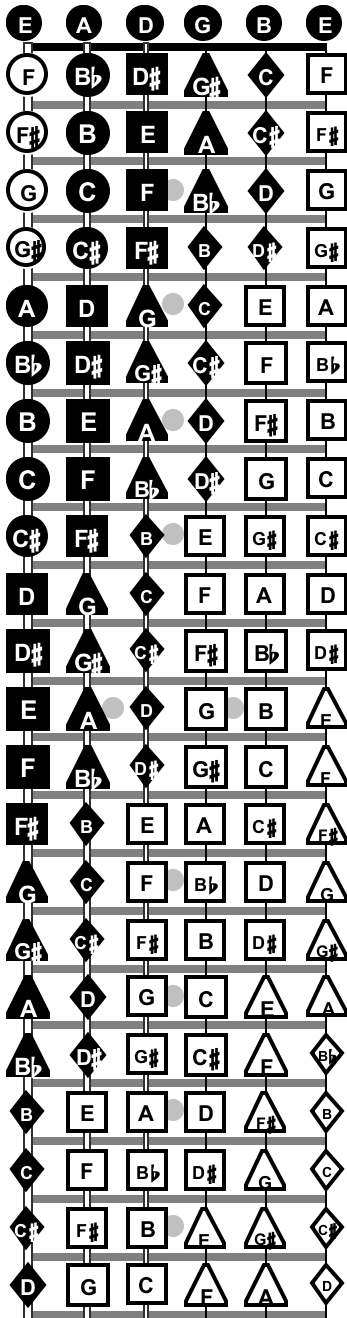 E A D G B E
F B♭ D♯ G♯ C F
F♯ B E A C♯ F♯
G C F B♭ D G
G♯ C♯ F♯ B D♯ G♯
A D G C E A
B♭ D♯ G♯ C♯ F B♭
B E A D F♯ B
C F B♭ D♯ G C
C♯ F♯ B E G♯ C♯
D G C F A D
D♯ G♯ C♯ F♯ B♭ D♯
E A D G B E
F B♭ D♯ G♯ C F
F♯ B E A C♯ F♯
G C F B♭ D G
G♯ C♯ F♯ B D♯ G♯
A D G C E A
B♭ D♯ G♯ C♯ F B♭
B E A D F♯ B
C F B♭ D♯ G C
C♯ F♯ B E G♯ C♯
D G C F A D